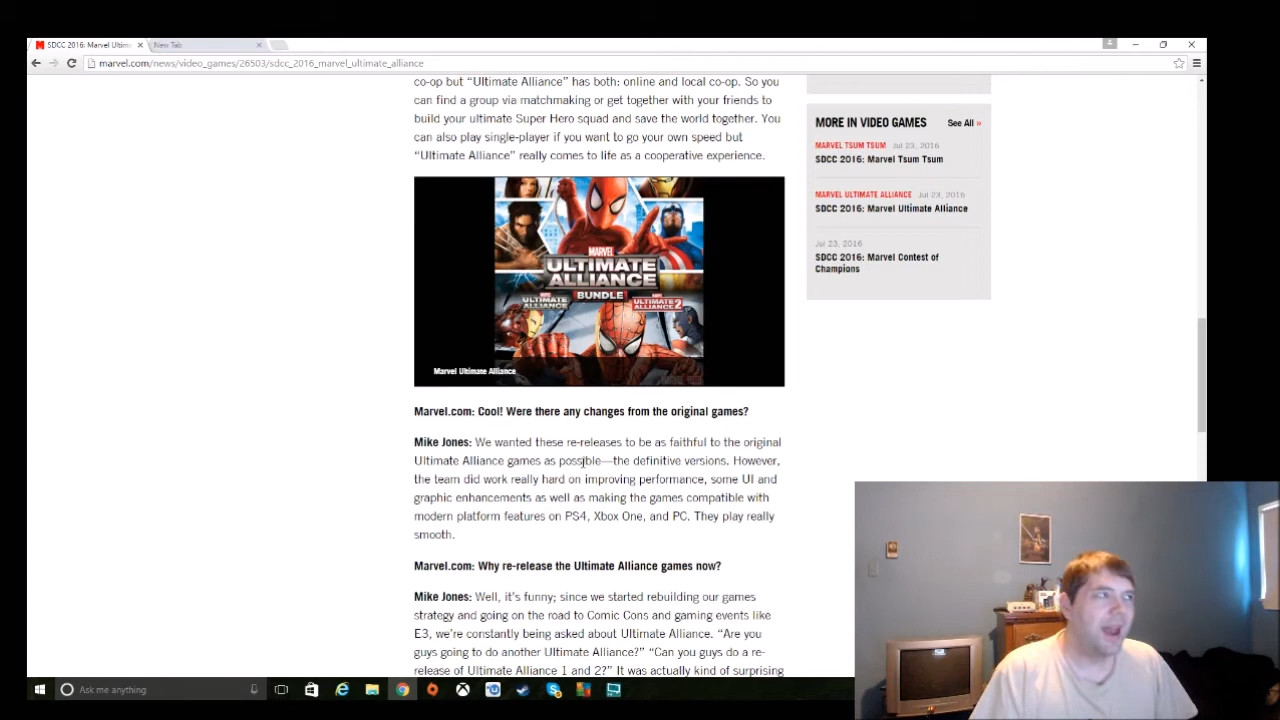 SDCC 2016: Marvel Ultim
New Tab
marvel.com/news/video_games/26503/sdcc_2016_marvel_ultimate_alliance
co-op but “Ultimate Alliance” has both: online and local co-op. So you
can find a group via matchmaking or get together with your friends to
build your ultimate Super Hero squad and save the world together. You
can also play single-player if you want to go your own speed but
“Ultimate Alliance” really comes to life as a cooperative experience.
MARVEL
ULTIMATE
ALLIANCE
BUNDLE
ULTIMATE
ALLIANCE
ULTIMATE
ALLIANCE 2
Marvel Ultimate Alliance
Marvel.com: Cool! Were there any changes from the original games?
Mike Jones: We wanted these re-releases to be as faithful to the original
Ultimate Alliance games as possible—the definitive versions. However,
the team did work really hard on improving performance, some UI and
graphic enhancements as well as making the games compatible with
modern platform features on PS4, Xbox One, and PC. They play really
smooth.
Marvel.com: Why re-release the Ultimate Alliance games now?
Mike Jones: Well, it’s funny; since we started rebuilding our games
strategy and going on the road to Comic Cons and gaming events like
E3, we’re constantly being asked about Ultimate Alliance. “Are you
guys going to do another Ultimate Alliance?” “Can you guys do a re-
release of Ultimate Alliance 1 and 2?” It was actually kind of surprising
MORE IN VIDEO GAMES See All »
MARVEL TSUM TSUM Jul 23, 2016
SDCC 2016: Marvel Tsum Tsum
MARVEL ULTIMATE ALLIANCE Jul 23, 2016
SDCC 2016: Marvel Ultimate Alliance
Jul 23, 2016
SDCC 2016: Marvel Contest of
Champions
Ask me anything